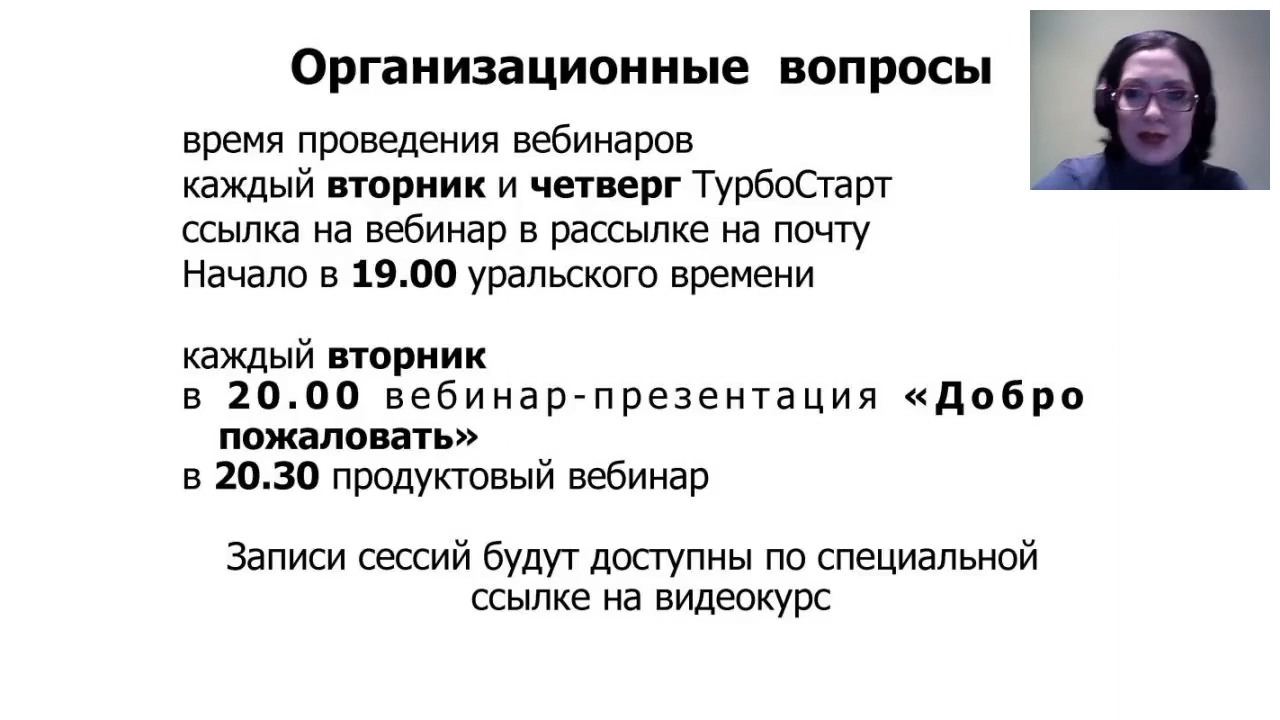 Организационные вопросы
время проведения вебинаров
каждый вторник и четверг ТурбоСтарт
ссылка на вебинар в рассылке на почту
Начало в 19.00 уральского времени
каждый вторник
в 20.00 вебинар-презентация «Добро
пожаловать»
в 20.30 продуктовый вебинар
Записи сессий будут доступны по специальной
ссылке на видеокурс